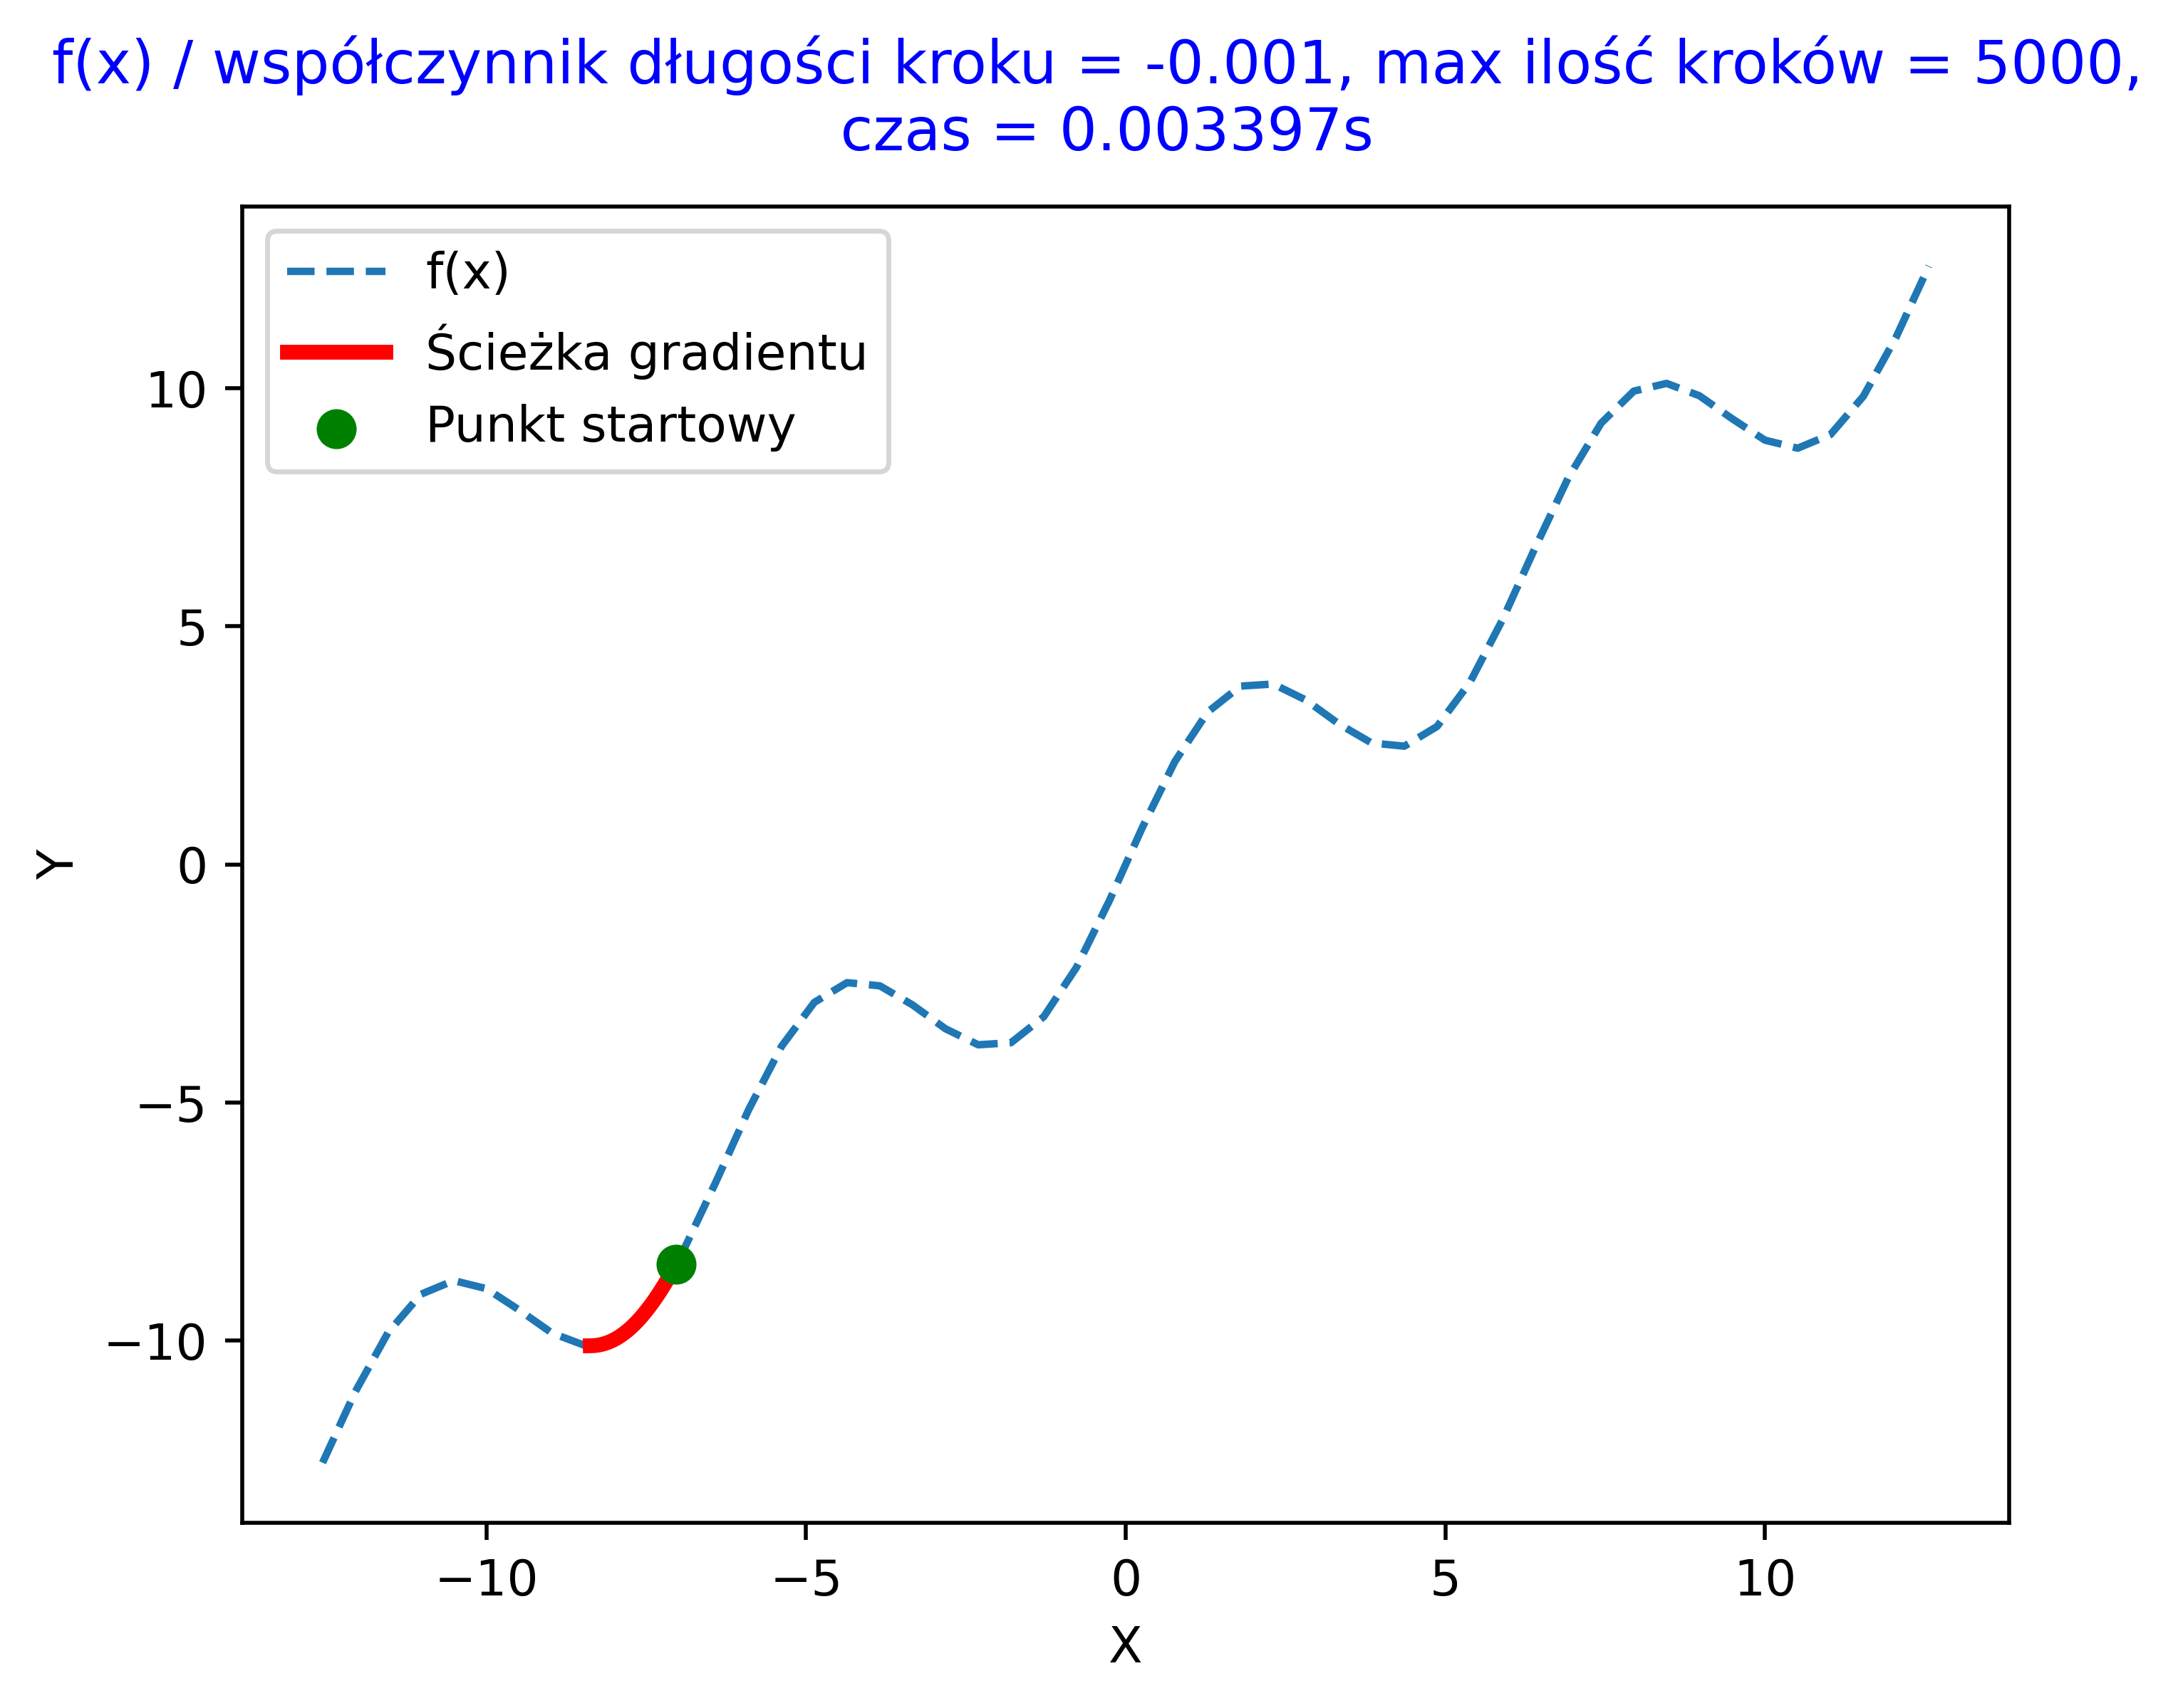 f(x) / współczynnik długości kroku = -0.001, max ilość kroków = 5000,
czas = 0.003397s
f(x)
Ścieżka gradientu
Punkt startowy
10
5
0
−5
−10
Y
−10
−5
0
5
10
X